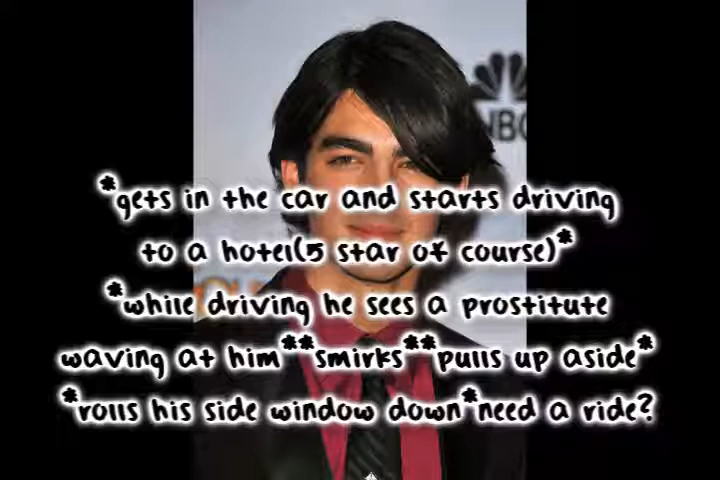 NBC
*gets in the car and starts driving
to a hotel(5 star of course)*
*while driving he sees a prostitute
waving at him**smirks**pulls up aside*
*rolls his side window down*need a ride?